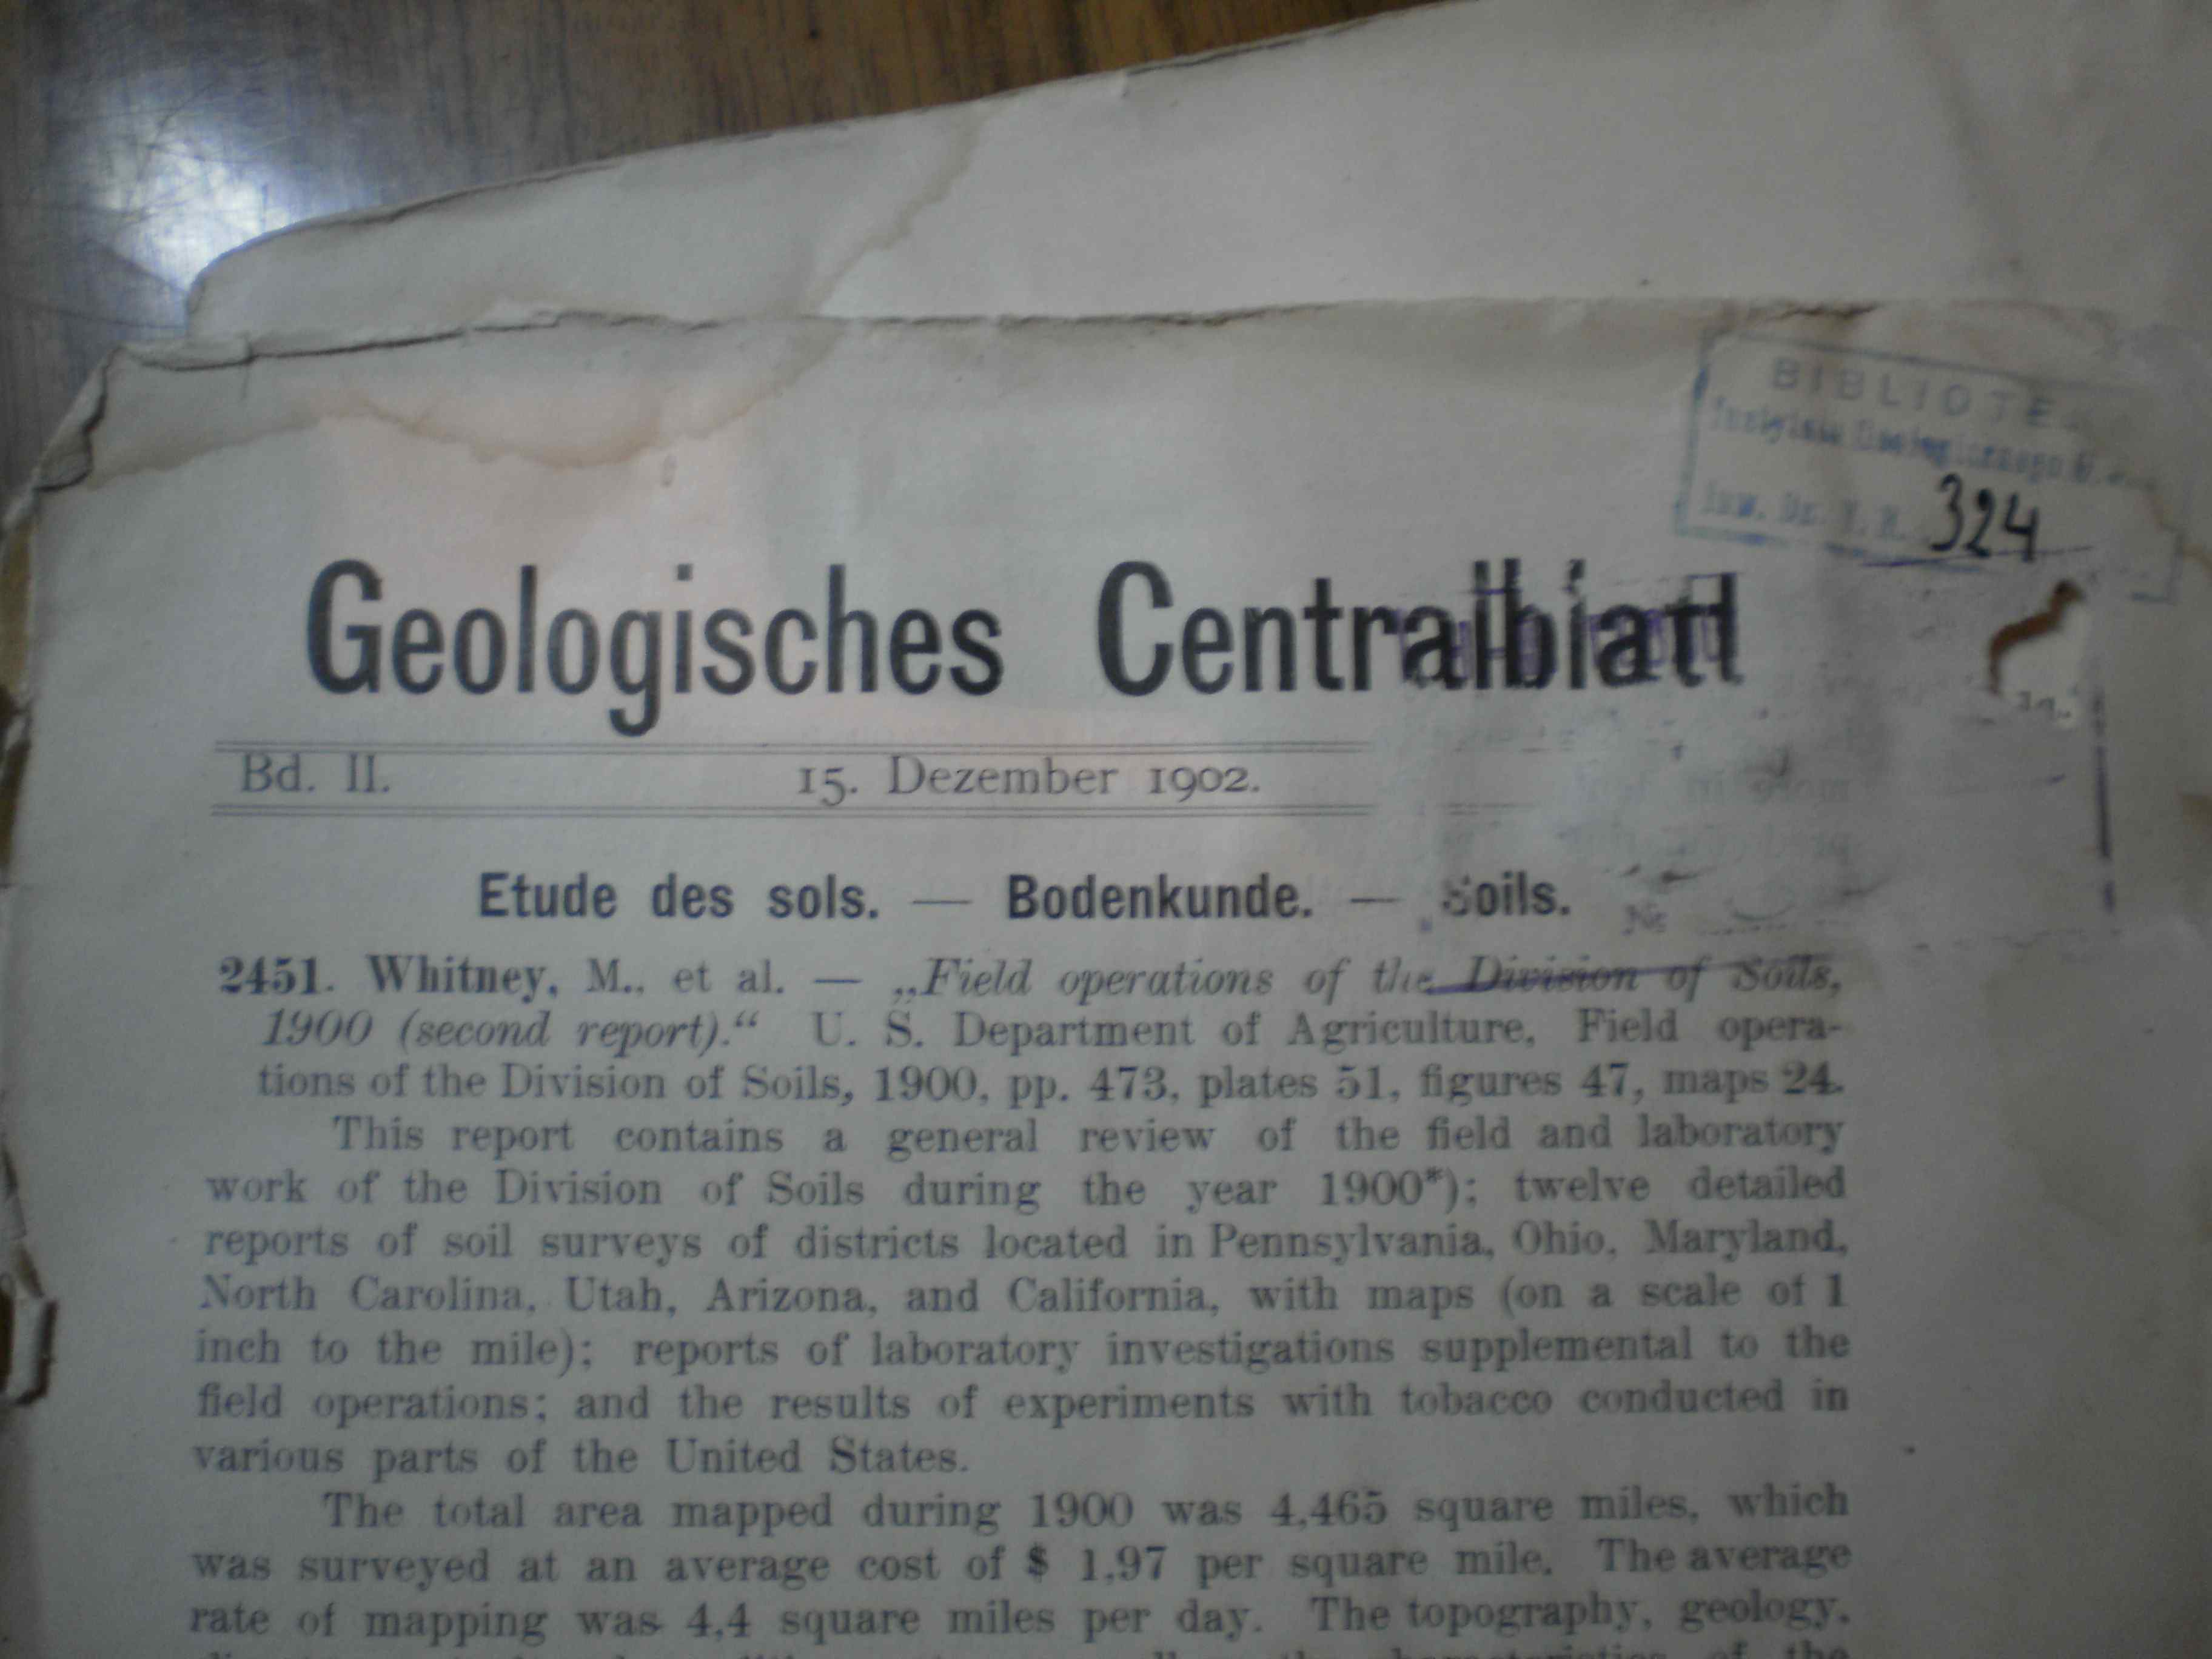 BIBLIOTE
324
Geologisches Centralblatt
Bd. II. 15. Dezember 1902.
Etude des sols. — Bodenkunde. — Soils.
2451. Whitney, M., et al. — „Field operations of the Division of Soils,
1900 (second report).“ U. S. Department of Agriculture, Field opera-
tions of the Division of Soils, 1900, pp. 473, plates 51, figures 47, maps 24.
This report contains a general review of the field and laboratory
work of the Division of Soils during the year 1900*); twelve detailed
reports of soil surveys of districts located in Pennsylvania, Ohio, Maryland,
North Carolina, Utah, Arizona, and California, with maps (on a scale of 1
inch to the mile); reports of laboratory investigations supplemental to the
field operations; and the results of experiments with tobacco conducted in
various parts of the United States.
The total area mapped during 1900 was 4,465 square miles, which
was surveyed at an average cost of $ 1,97 per square mile. The average
rate of mapping was 4,4 square miles per day. The topography, geology,
characteristics of the